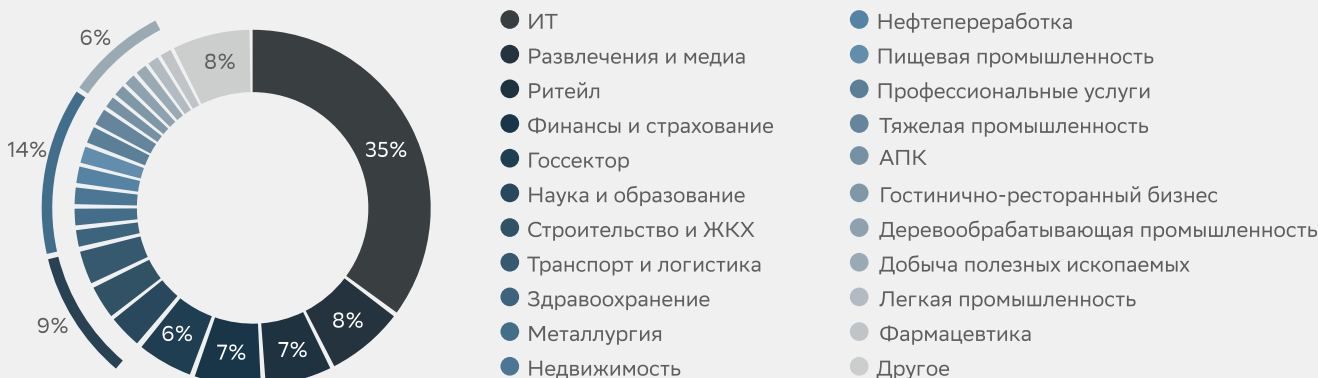 6%
8%
14%
35%
9%
6%
7%
7%
8%
ИТ
Развлечения и медиа
Ритейл
Финансы и страхование
Госсектор
Наука и образование
Строительство и ЖКХ
Транспорт и логистика
Здравоохранение
Металлургия
Недвижимость
Нефтепереработка
Пищевая промышленность
Профессиональные услуги
Тяжелая промышленность
АПК
Гостинично-ресторанный бизнес
Деревообрабатывающая промышленность
Добыча полезных ископаемых
Легкая промышленность
Фармацевтика
Другое